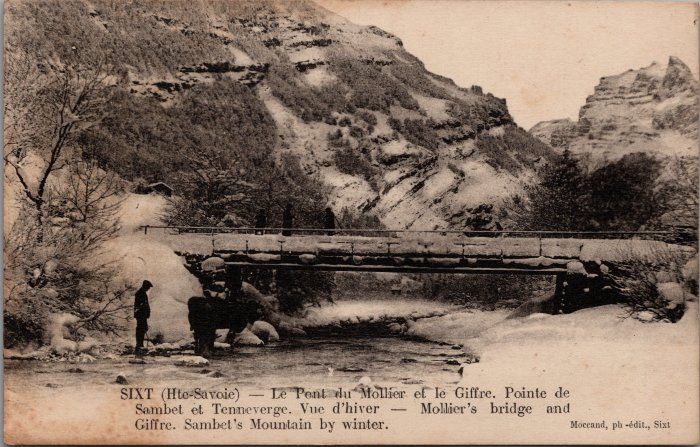 SIXT (Hte-Savoie) — Le Pont du Mollier et le Giffre. Pointe de
Sambet et Tenneverge. Vue d'hiver — Mollier's bridge and
Giffre. Sambet's Mountain by winter.
Moccand, ph-édit., Sixt